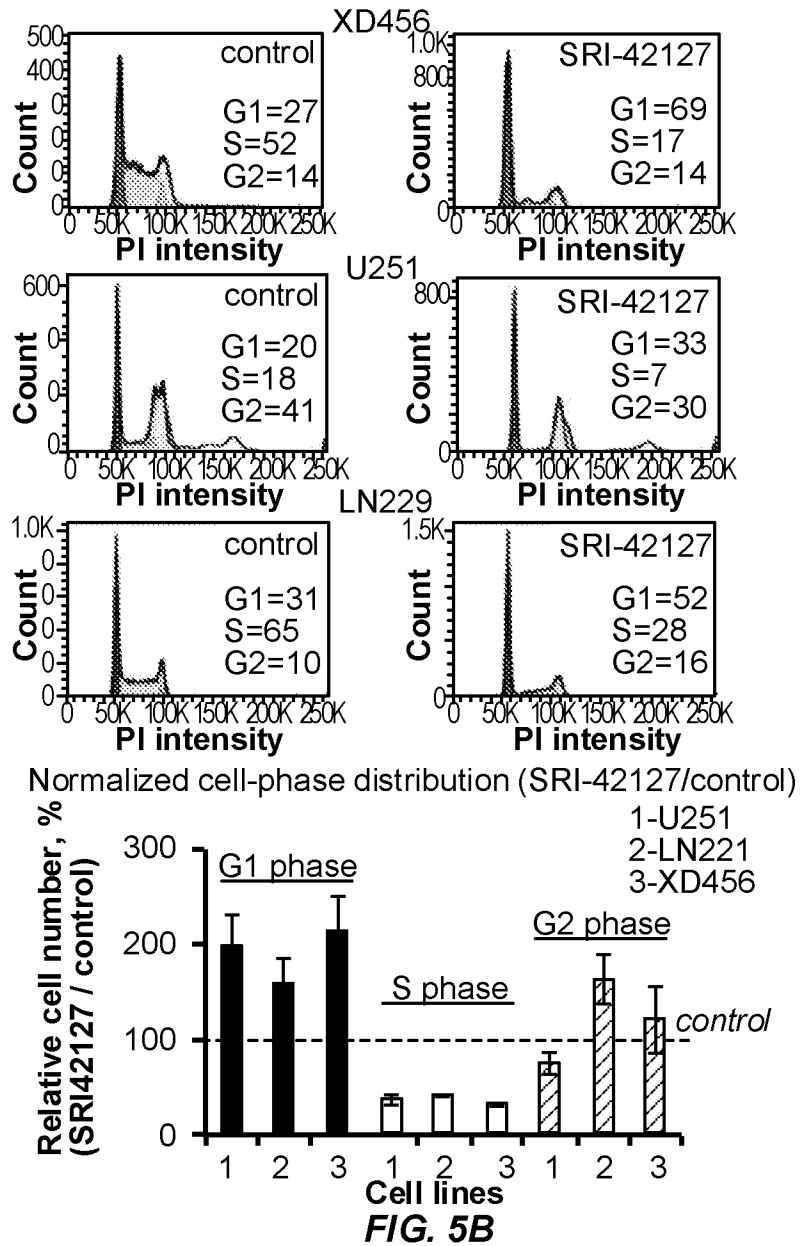 XD456
500
400
0
0
0
0
Count
control
G1=27
S=52
G2=14
0 50K 100K 150K 200K 250K
PI intensity
1.0K
800
0
Count
SRI-42127
G1=69
S=17
G2=14
0 50K 100K 150K 200K 250K
PI intensity
U251
600
0
0
0
Count
control
G1=20
S=18
G2=41
0 50K 100K 150K 200K 250K
PI intensity
800
0
Count
SRI-42127
G1=33
S=7
G2=30
0 50K 100K 150K 200K 250K
PI intensity
LN229
1.0K
0
0
0
0
0
Count
control
G1=31
S=65
G2=10
0 50K 100K 150K 200K 250K
PI intensity
1.5K
0
Count
SRI-42127
G1=52
S=28
G2=16
0 50K 100K 150K 200K 250K
PI intensity
Normalized cell-phase distribution (SRI-42127/control)
1-U251
2-LN221
3-XD456
Relative cell number, %
(SRI42127 / control)
300
200
100
0
G1 phase
S phase
G2 phase
control
1 2 3 1 2 3 1 2 3
Cell lines
FIG. 5B